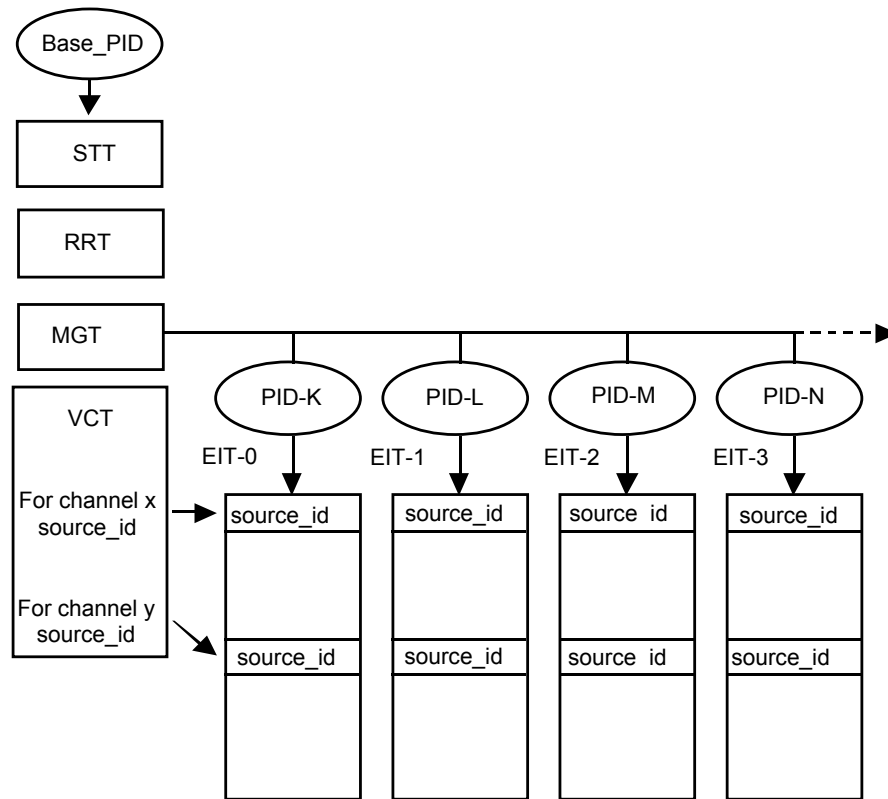 Base_PID
STT
RRT
MGT
PID-K
PID-L
PID-M
PID-N
VCT
EIT-0
EIT-1
EIT-2
EIT-3
For channel x
source_id
source_id
source_id
source id
source_id
For channel y
source_id
source_id
source_id
source id
source_id